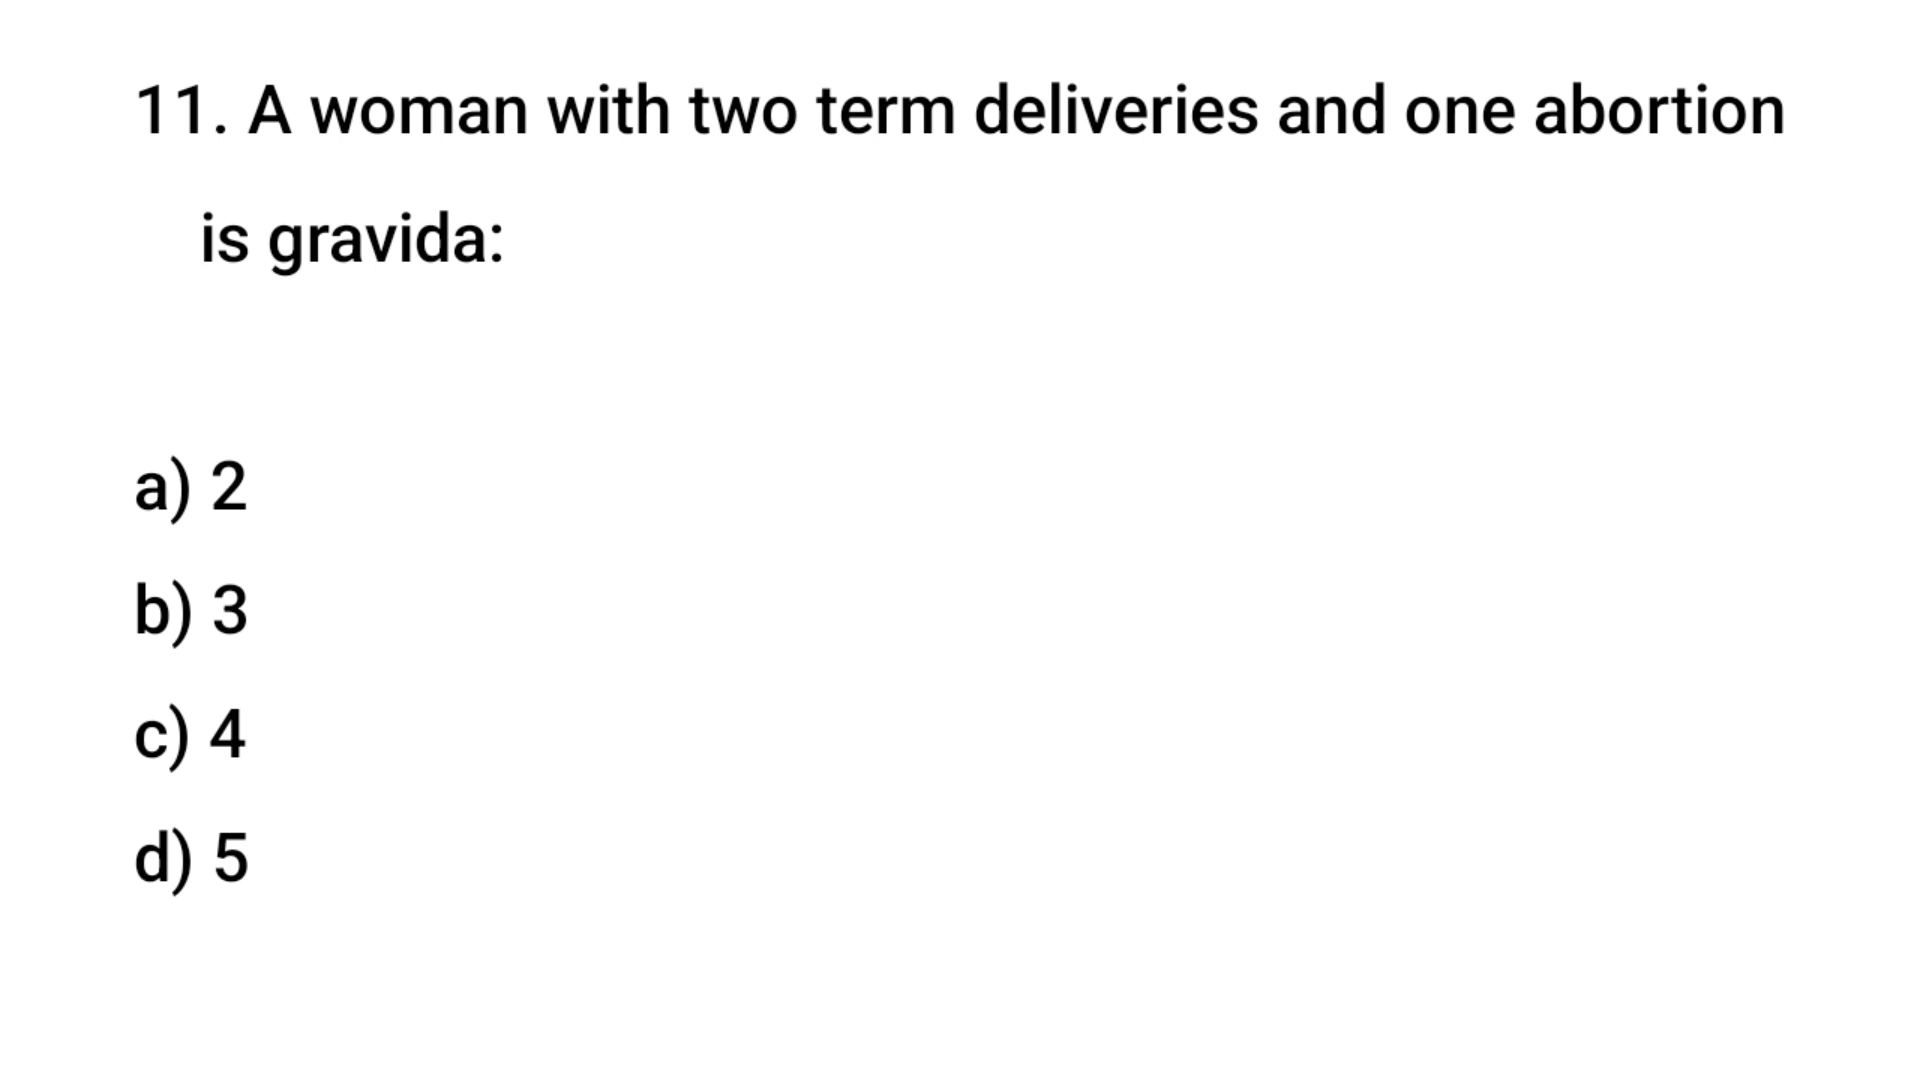 11. A woman with two term deliveries and one abortion
is gravida:
a) 2
b) 3
c) 4
d) 5